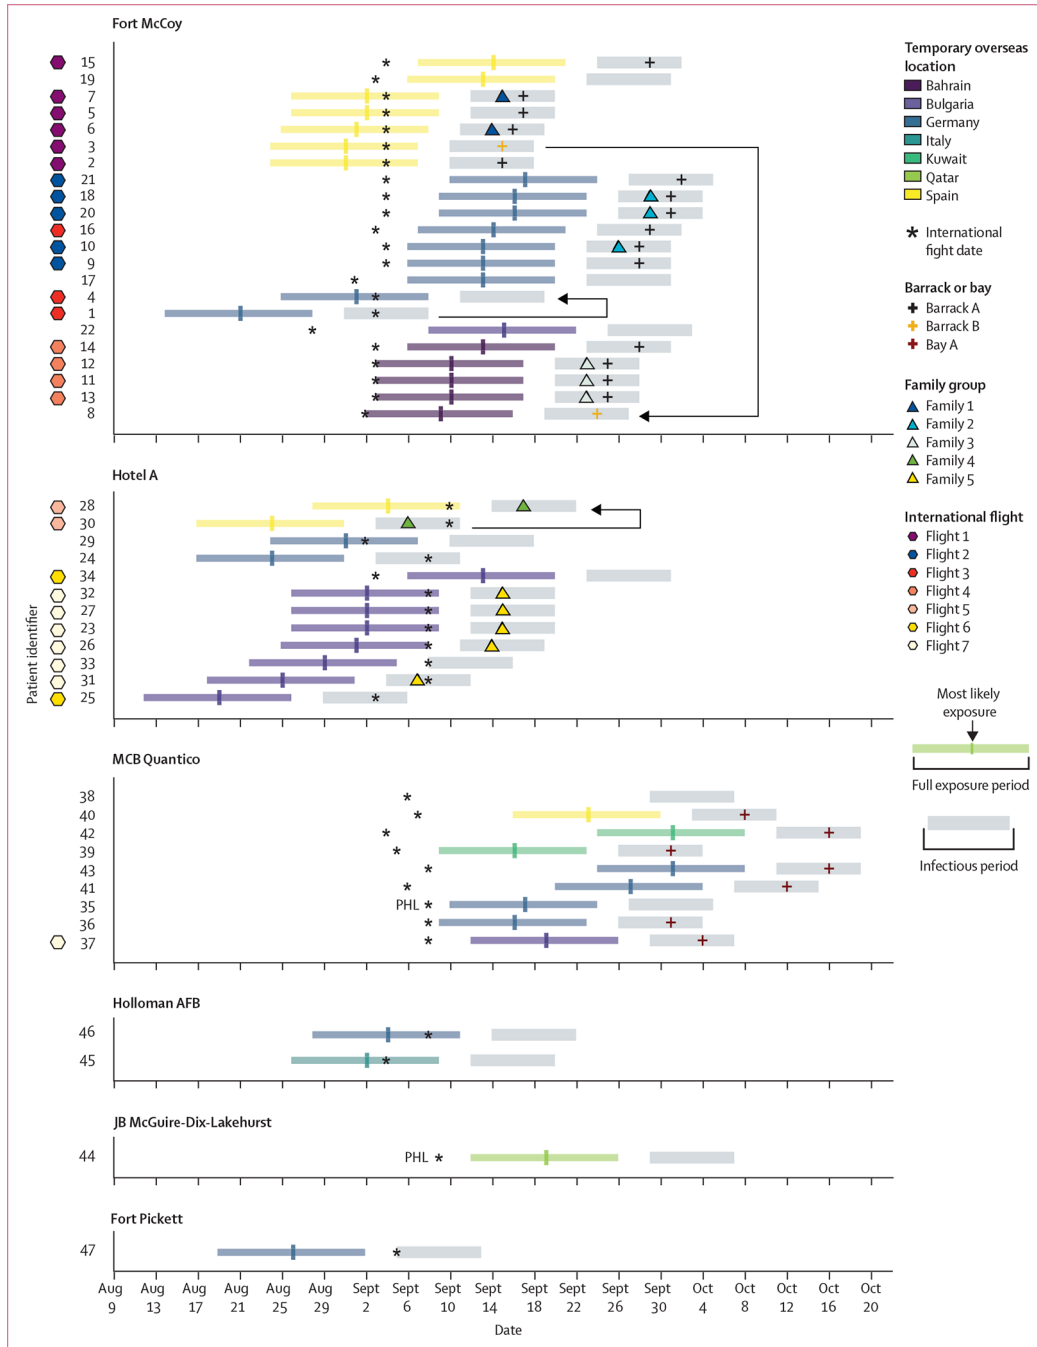 Fort McCoy
15
19
7
5
6
3
2
21
18
20
16
10
9
17
4
1
22
14
12
11
13
8
Hotel A
28
30
29
24
34
32
27
23
26
33
31
25
Patient identifier
MCB Quantico
38
40
42
39
43
41
PHL
35
36
37
Holloman AFB
46
45
JB McGuire-Dix-Lakehurst
44
PHL
Fort Pickett
47
Aug 9
Aug 13
Aug 17
Aug 21
Aug 25
Aug 29
Sept 2
Sept 6
Sept 10
Sept 14
Sept 18
Sept 22
Sept 26
Sept 30
Oct 4
Oct 8
Oct 12
Oct 16
Oct 20
Date
Temporary overseas
location
Bahrain
Bulgaria
Germany
Italy
Kuwait
Qatar
Spain
* International
fight date
Barrack or bay
Barrack A
Barrack B
Bay A
Family group
Family 1
Family 2
Family 3
Family 4
Family 5
International flight
Flight 1
Flight 2
Flight 3
Flight 4
Flight 5
Flight 6
Flight 7
Most likely
exposure
Full exposure period
Infectious period